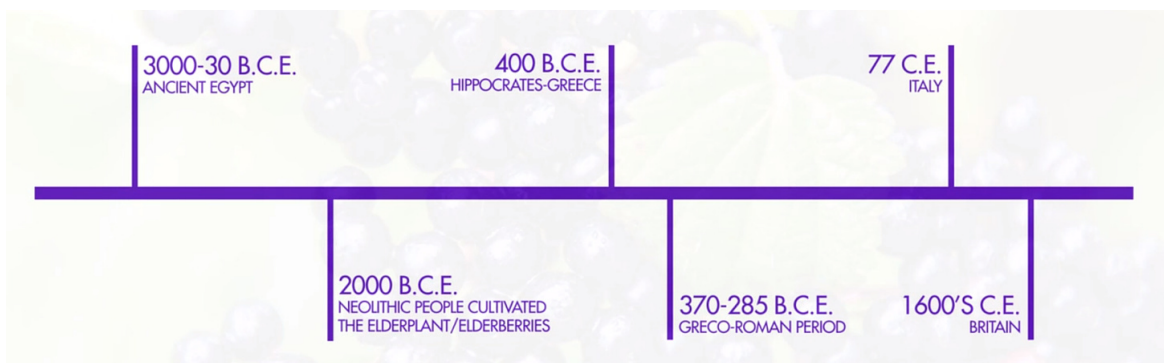 3000-30 B.C.E.
ANCIENT EGYPT
2000 B.C.E.
NEOLITHIC PEOPLE CULTIVATED
THE ELDERPLANT/ELDERBERRIES
400 B.C.E.
HIPPOCRATES-GREECE
370-285 B.C.E.
GRECO-ROMAN PERIOD
77 C.E.
ITALY
1600'S C.E.
BRITAIN